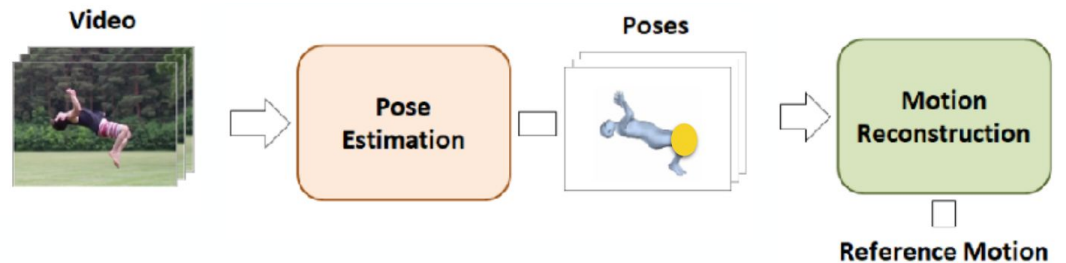 Video
Poses
Pose
Estimation
Motion
Reconstruction
Reference Motion